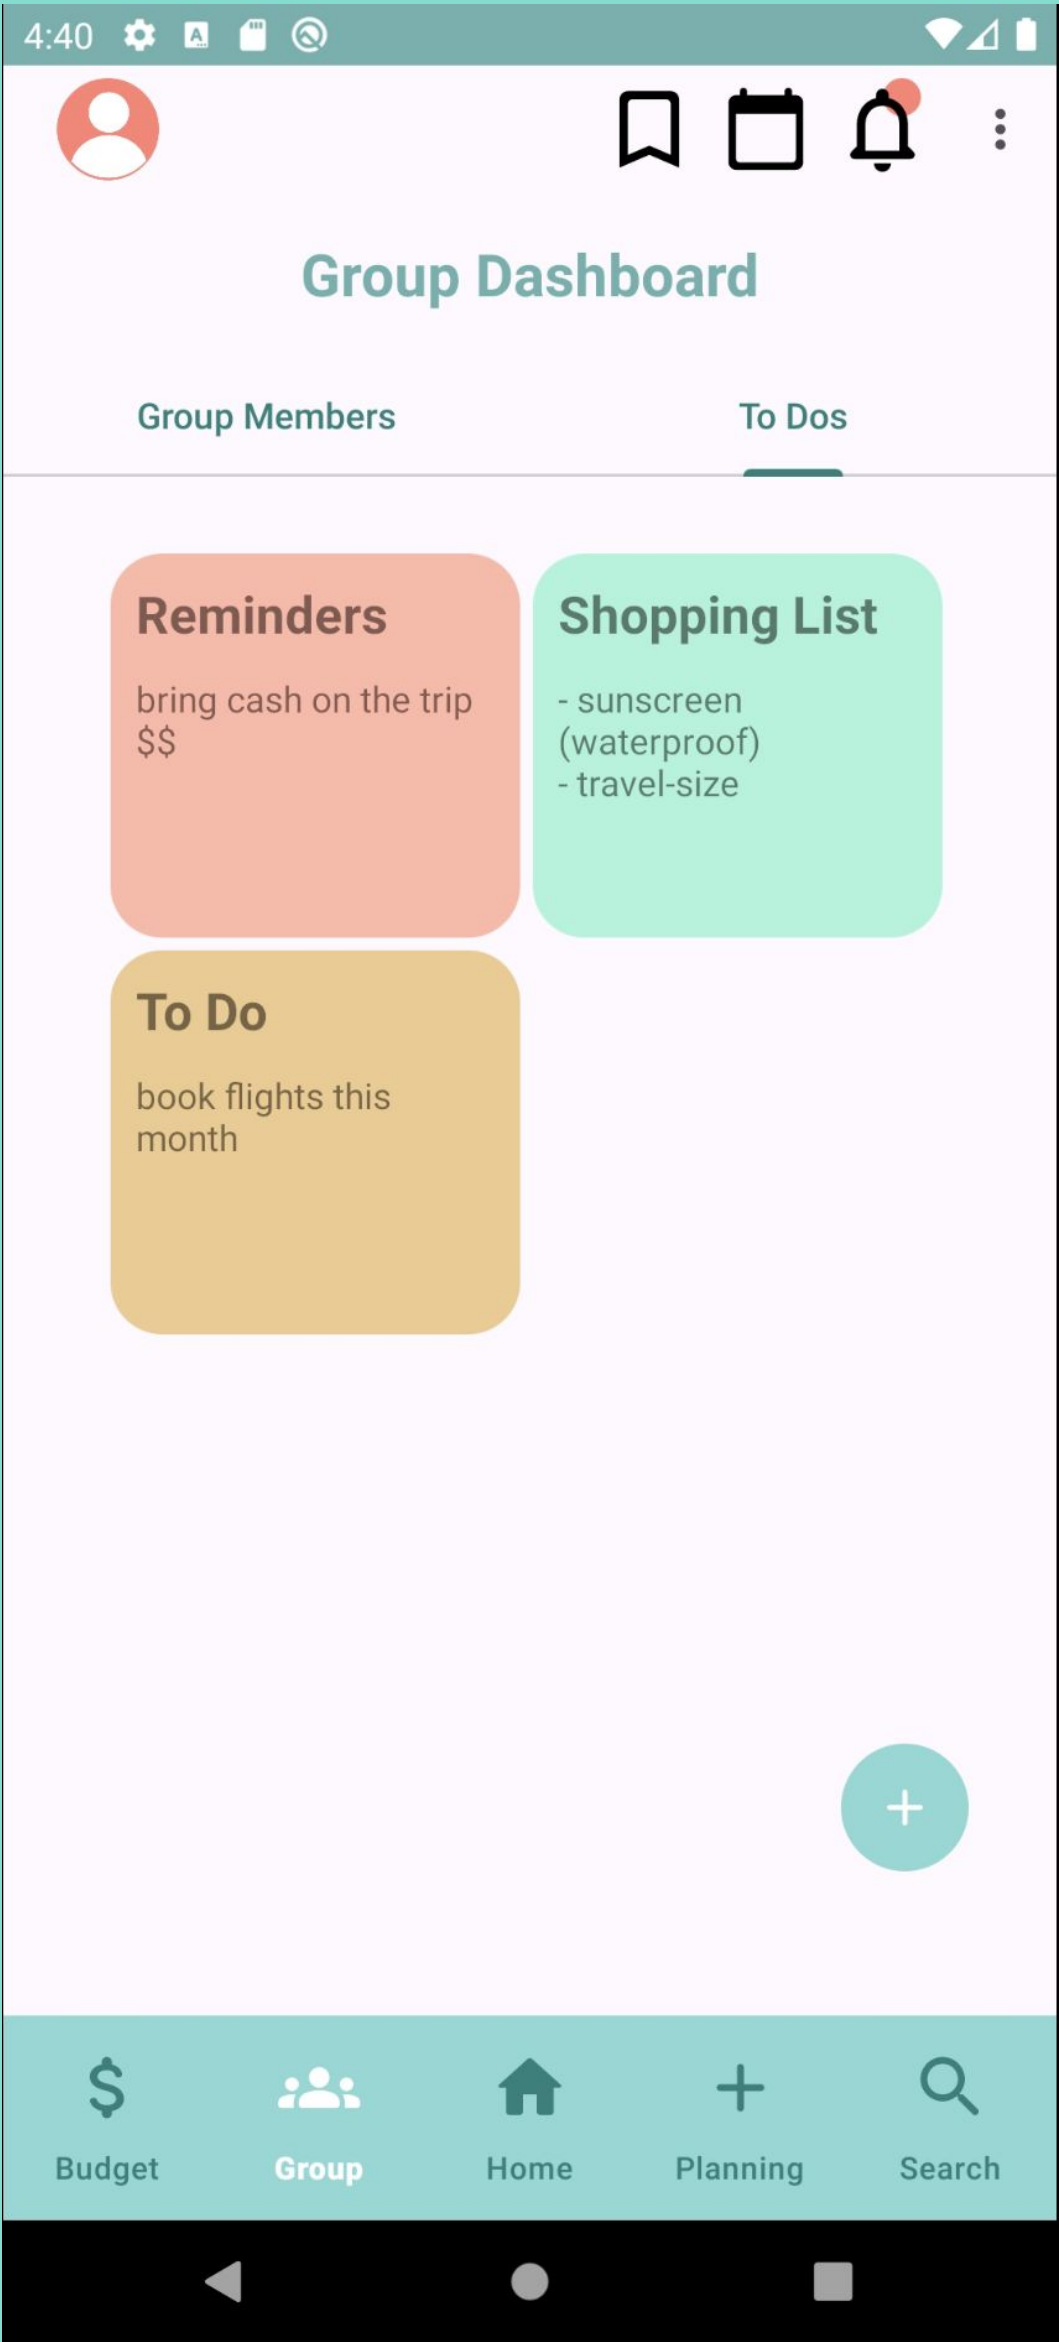 4:40
Group Dashboard
Group Members
To Dos
Reminders
bring cash on the trip
$$
Shopping List
- sunscreen
(waterproof)
- travel-size
To Do
book flights this
month
Budget
Group
Home
Planning
Search